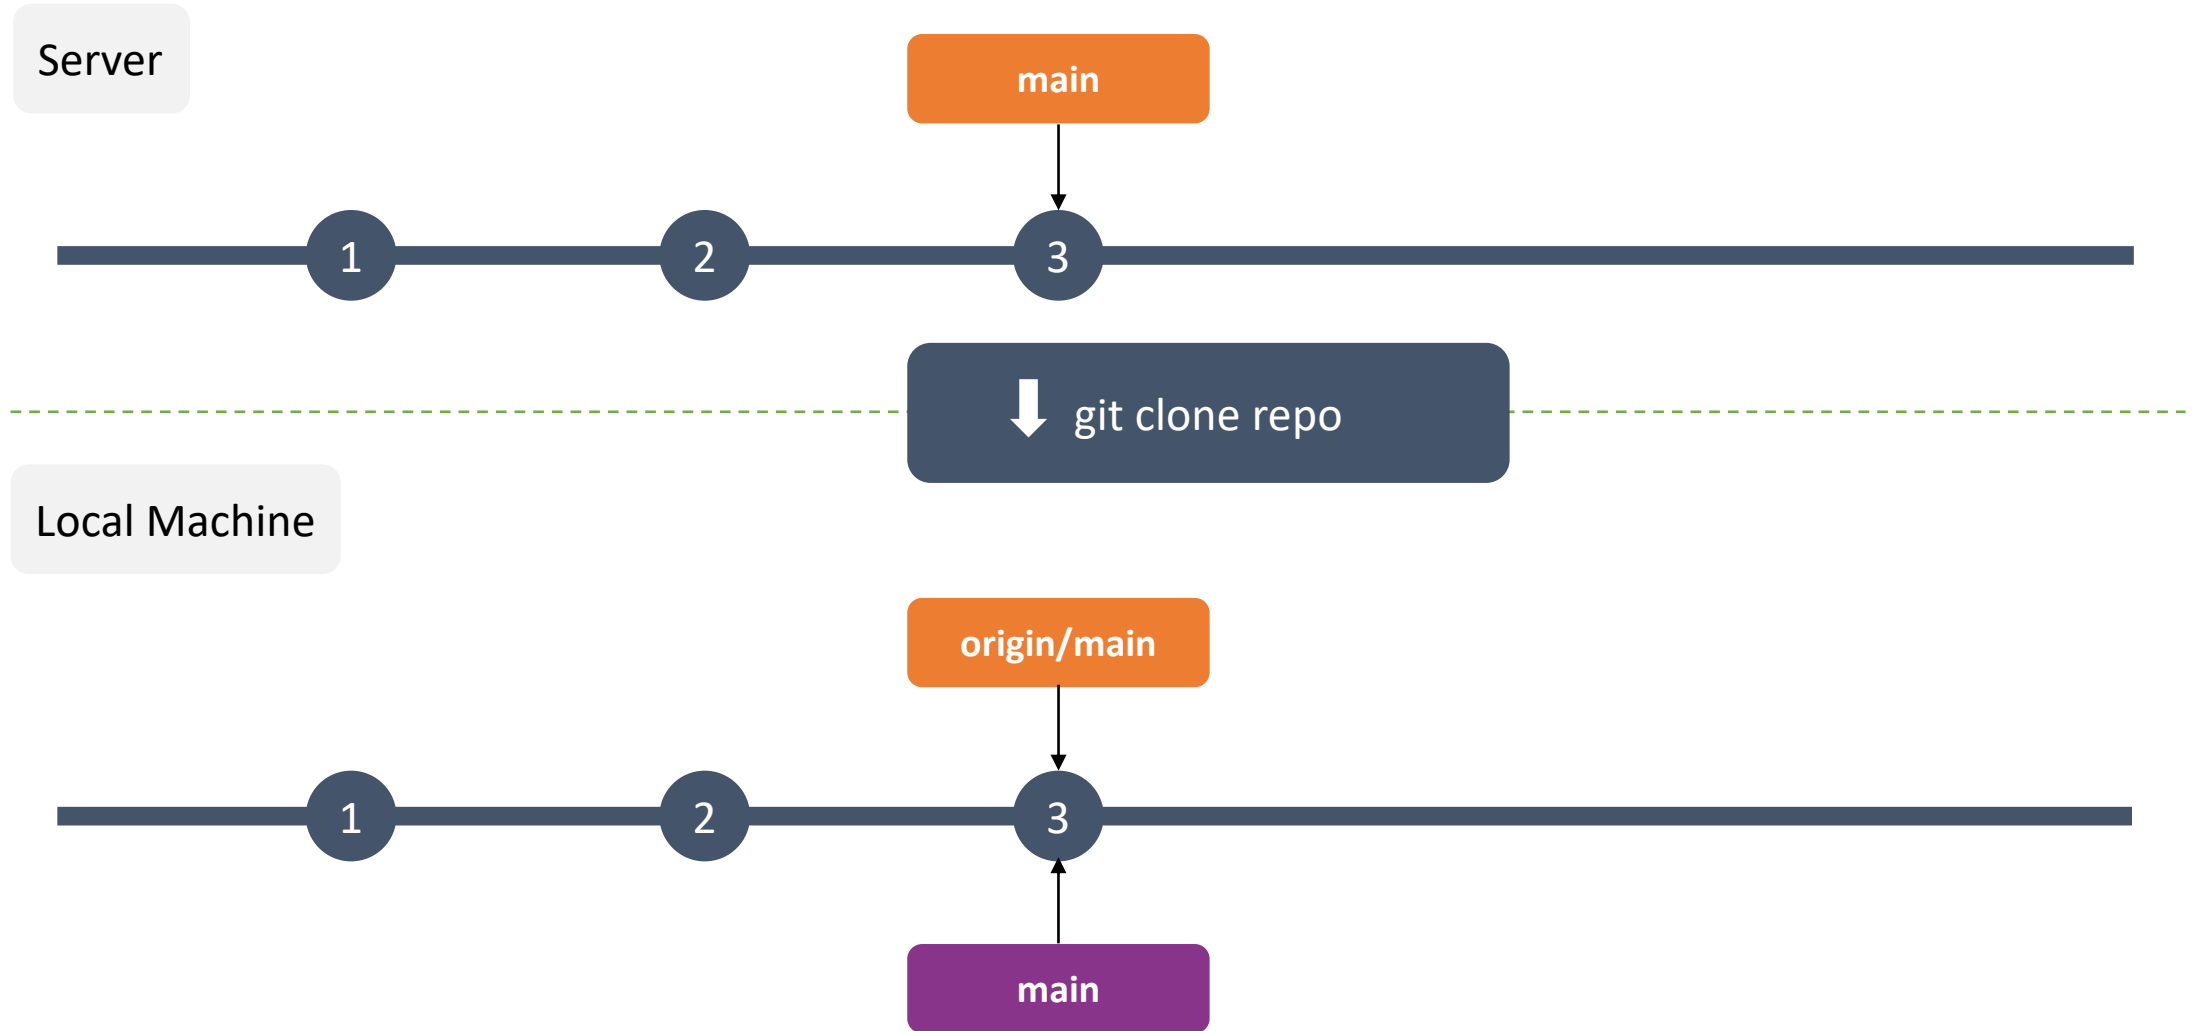 Server
main
1
2
3
git clone repo
Local Machine
origin/main
1
2
3
main